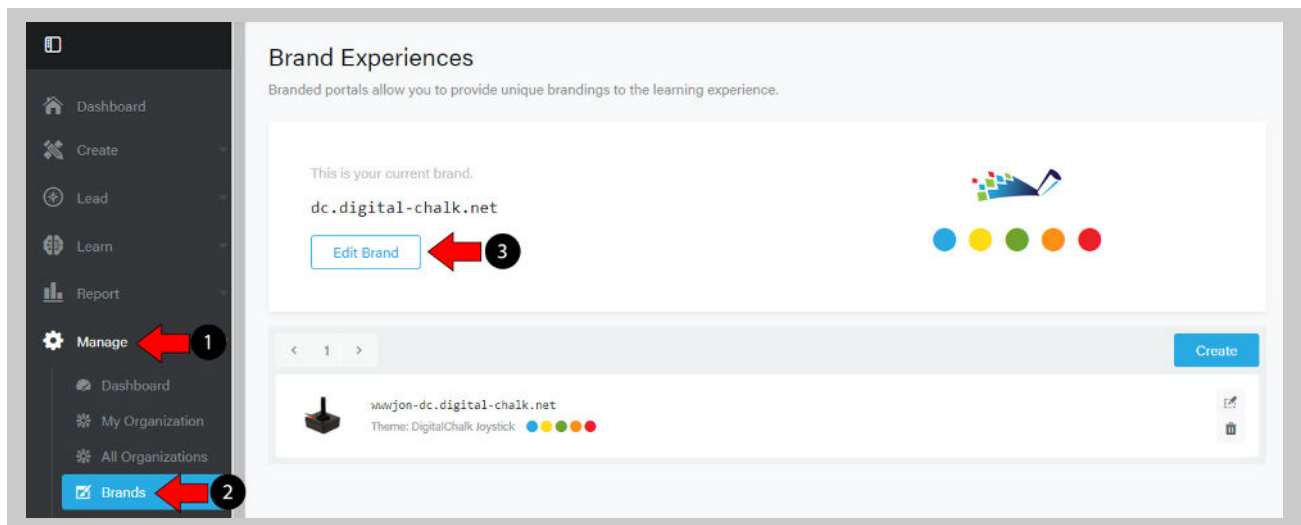 Dashboard
Create
Lead
Learn
Report
Manage
1
Dashboard
My Organization
All Organizations
Brands
2
Brand Experiences
Branded portals allow you to provide unique brandings to the learning experience.
This is your current brand.
dc.digital-chalk.net
Edit Brand
3
< 1 >
Create
wwwjon-dc.digital-chalk.net
Theme: DigitalChalk Joystick